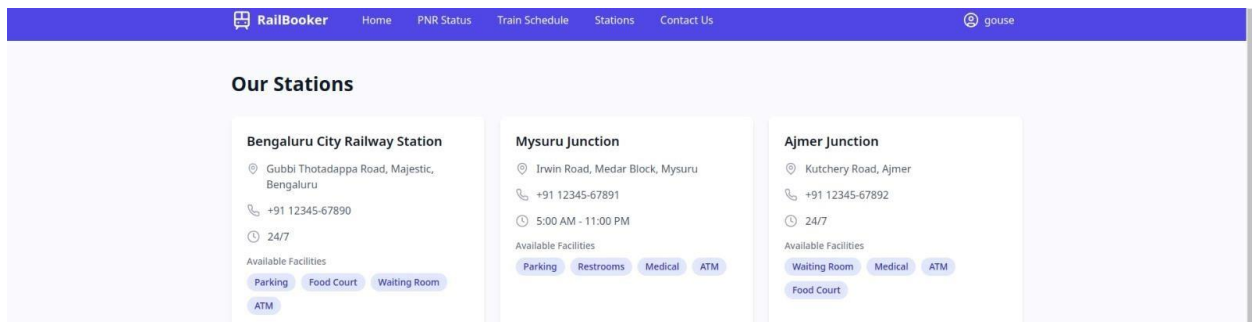 RailBooker Home PNR Status Train Schedule Stations Contact Us gouse
Our Stations
Bengaluru City Railway Station
Gubbi Thotadappa Road, Majestic,
Bengaluru
+91 12345-67890
24/7
Available Facilities
Parking Food Court Waiting Room
ATM
Mysuru Junction
Irwin Road, Medar Block, Mysuru
+91 12345-67891
5:00 AM - 11:00 PM
Available Facilities
Parking Restrooms Medical ATM
Ajmer Junction
Kutchery Road, Ajmer
+91 12345-67892
24/7
Available Facilities
Waiting Room Medical ATM
Food Court